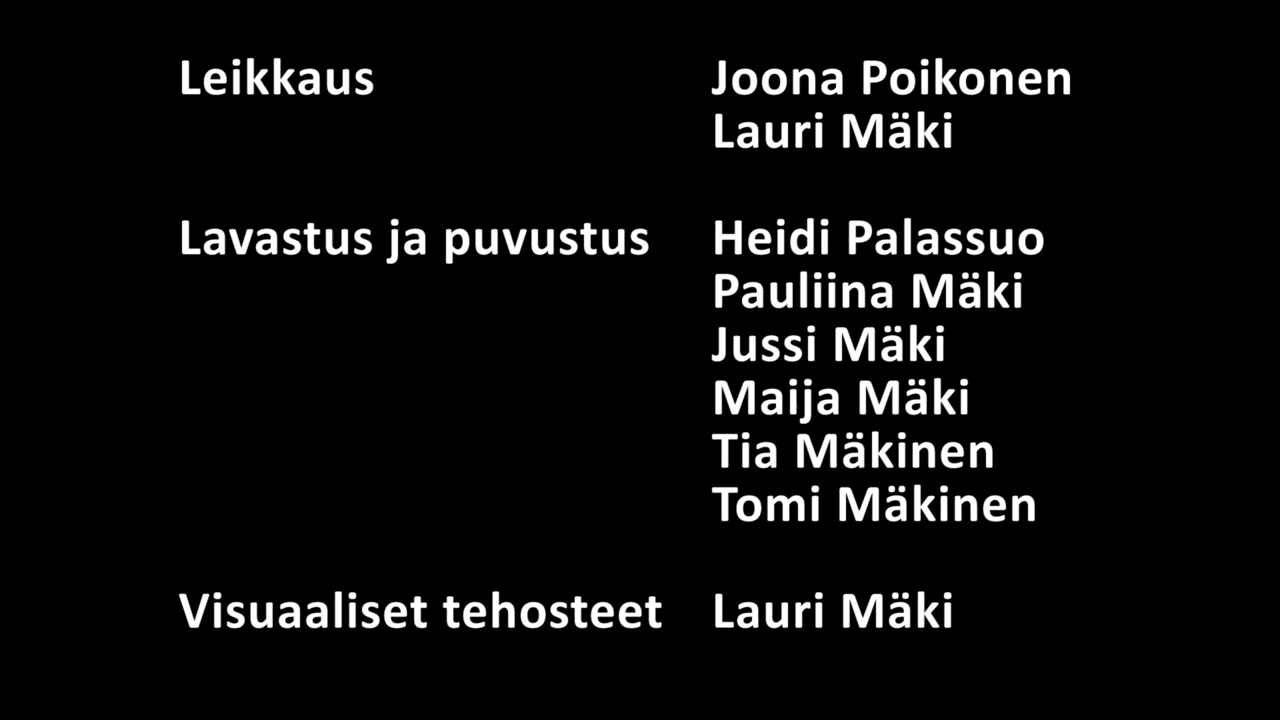 Leikkaus Joona Poikonen
Lauri Mäki
Lavastus ja puvustus Heidi Palassuo
Pauliina Mäki
Jussi Mäki
Maija Mäki
Tia Mäkinen
Tomi Mäkinen
Visuaaliset tehosteet Lauri Mäki